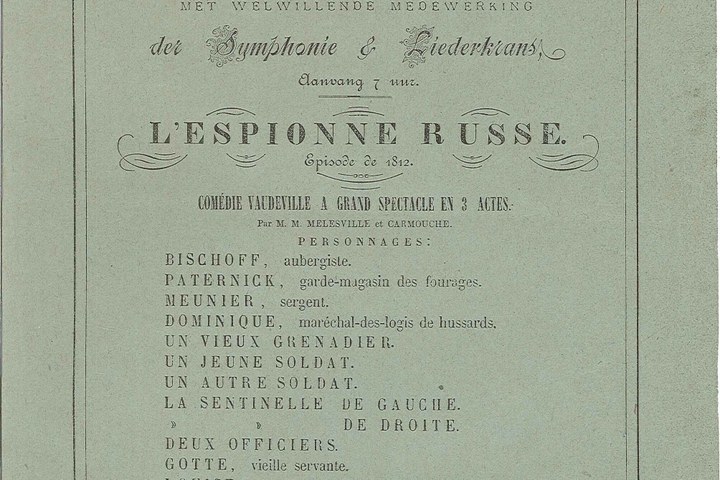 MET WELWILLENDE MEDEWERKING
der Symphonie & Liederkrans,
Aanvang 7 uur.
L'ESPIONNE RUSSE.
Episode de 1812.
COMÉDIE VAUDEVILLE A GRAND SPECTACLE EN 3 ACTES.
Par M. M. MELESVILLE et CARMOUCHE.
PERSONNAGES:
BISCHOFF, aubergiste.
PATERNICK, garde-magasin des fourages.
MEUNIER, sergent.
DOMINIQUE, maréchal-des-logis de hussards.
UN VIEUX GRENADIER.
UN JEUNE SOLDAT.
UN AUTRE SOLDAT.
LA SENTINELLE DE GAUCHE.
» » DE DROITE.
DEUX OFFICIERS.
GOTTE, vieille servante.